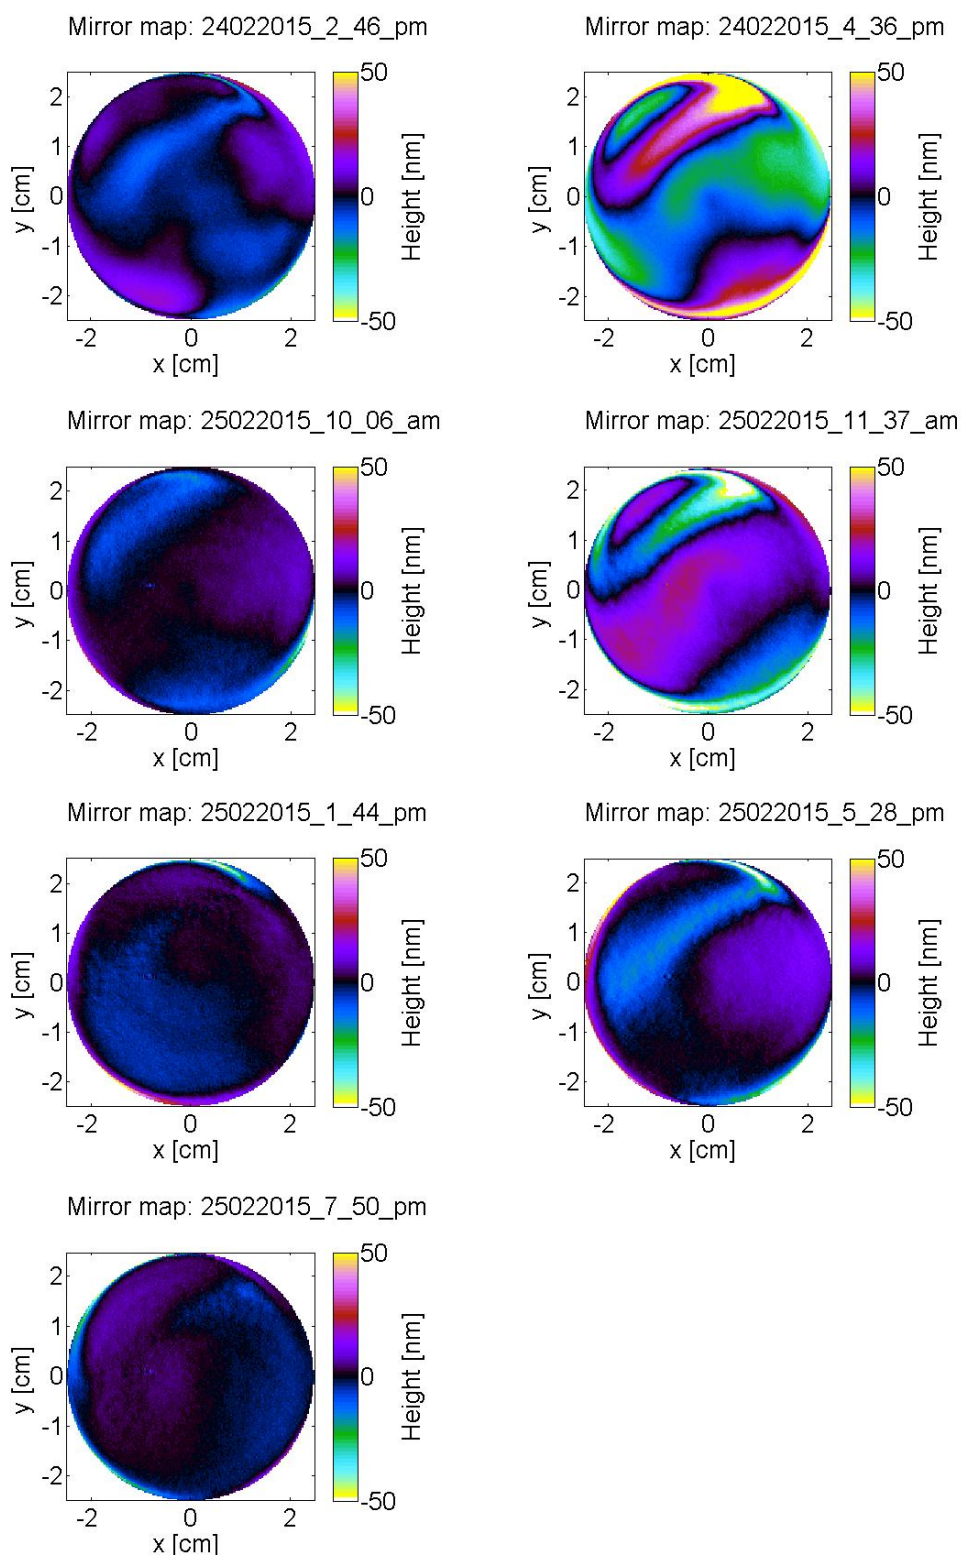 Mirror map: 24022015_2_46_pm
2
1
0
-1
-2
y [cm]
-2 0 2
x [cm]
50
0
-50
Height [nm]
Mirror map: 24022015_4_36_pm
2
1
0
-1
-2
y [cm]
-2 0 2
x [cm]
50
0
-50
Height [nm]
Mirror map: 25022015_10_06_am
2
1
0
-1
-2
y [cm]
-2 0 2
x [cm]
50
0
-50
Height [nm]
Mirror map: 25022015_11_37_am
2
1
0
-1
-2
y [cm]
-2 0 2
x [cm]
50
0
-50
Height [nm]
Mirror map: 25022015_1_44_pm
2
1
0
-1
-2
y [cm]
-2 0 2
x [cm]
50
0
-50
Height [nm]
Mirror map: 25022015_5_28_pm
2
1
0
-1
-2
y [cm]
-2 0 2
x [cm]
50
0
-50
Height [nm]
Mirror map: 25022015_7_50_pm
2
1
0
-1
-2
y [cm]
-2 0 2
x [cm]
50
0
-50
Height [nm]